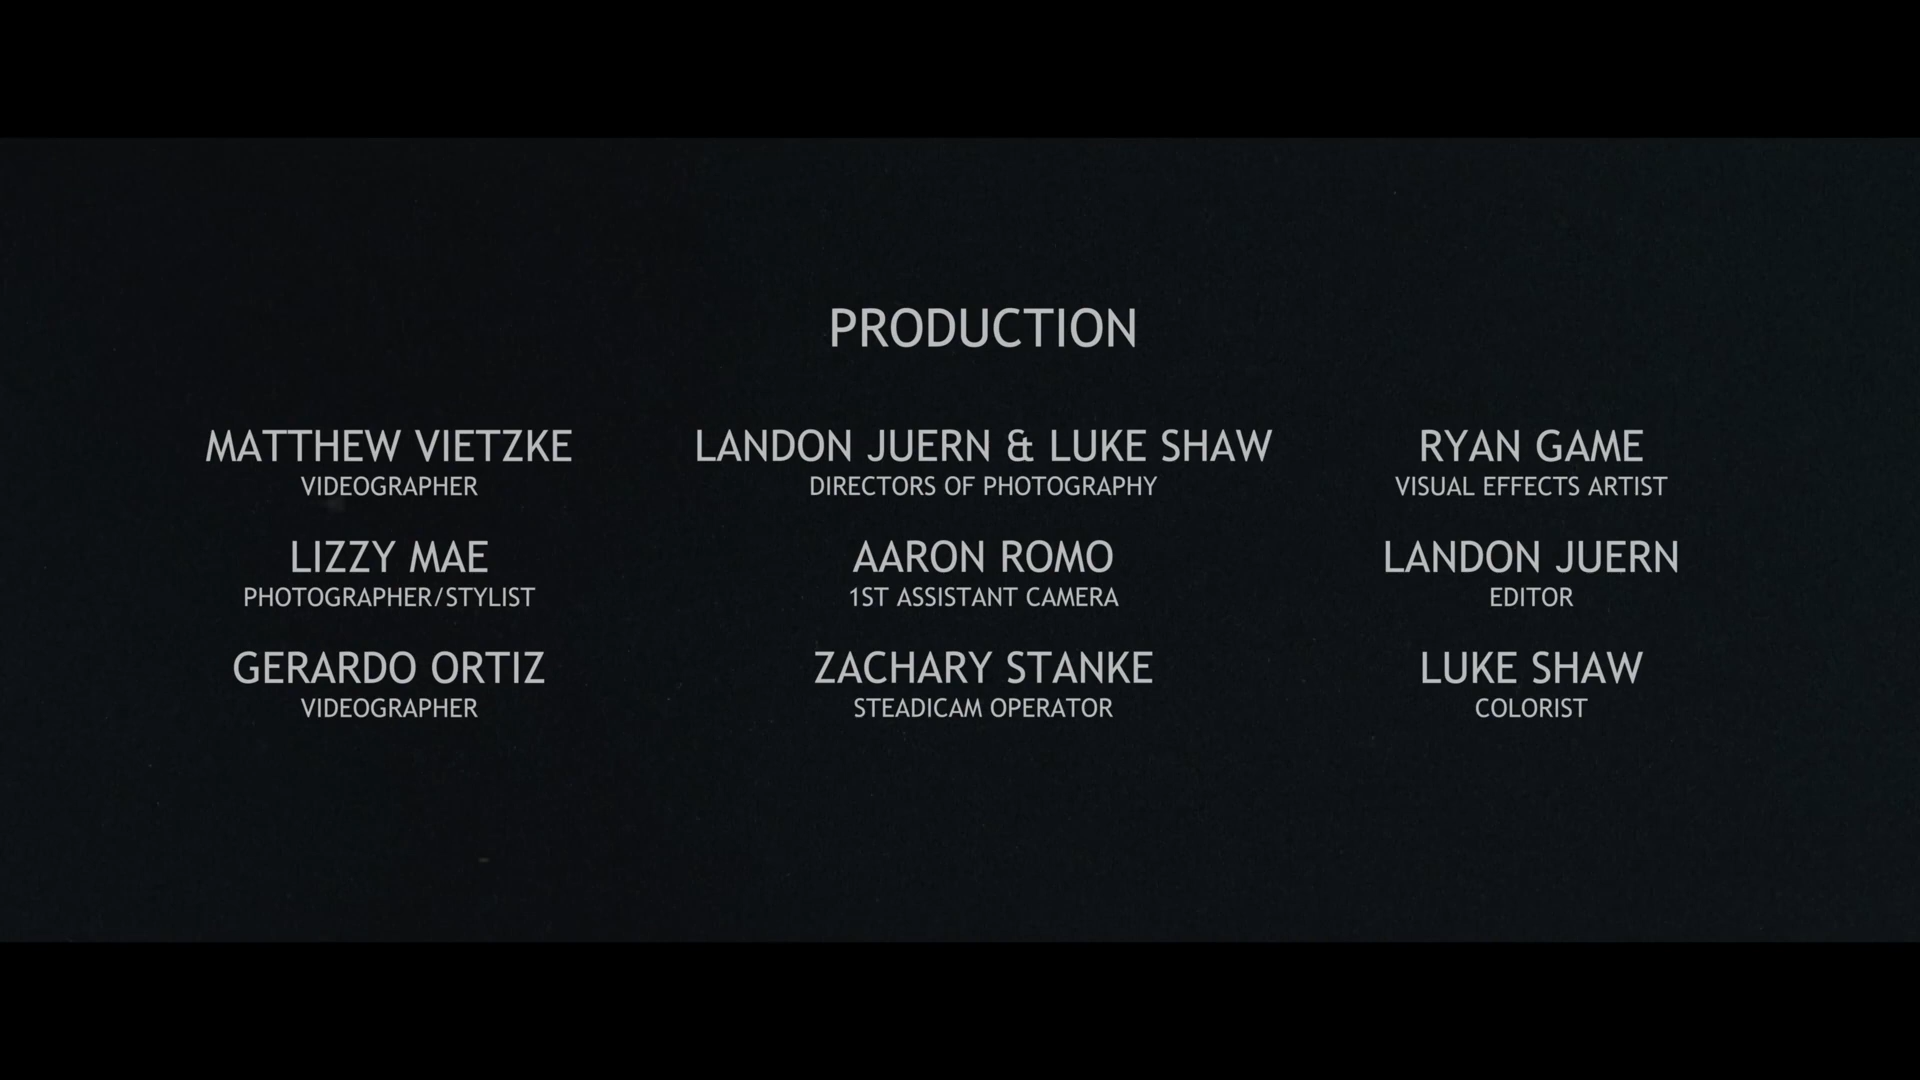 PRODUCTION
MATTHEW VIETZKE
VIDEOGRAPHER
LIZZY MAE
PHOTOGRAPHER/STYLIST
GERARDO ORTIZ
VIDEOGRAPHER
LANDON JUERN & LUKE SHAW
DIRECTORS OF PHOTOGRAPHY
AARON ROMO
1ST ASSISTANT CAMERA
ZACHARY STANKE
STEADICAM OPERATOR
RYAN GAME
VISUAL EFFECTS ARTIST
LANDON JUERN
EDITOR
LUKE SHAW
COLORIST